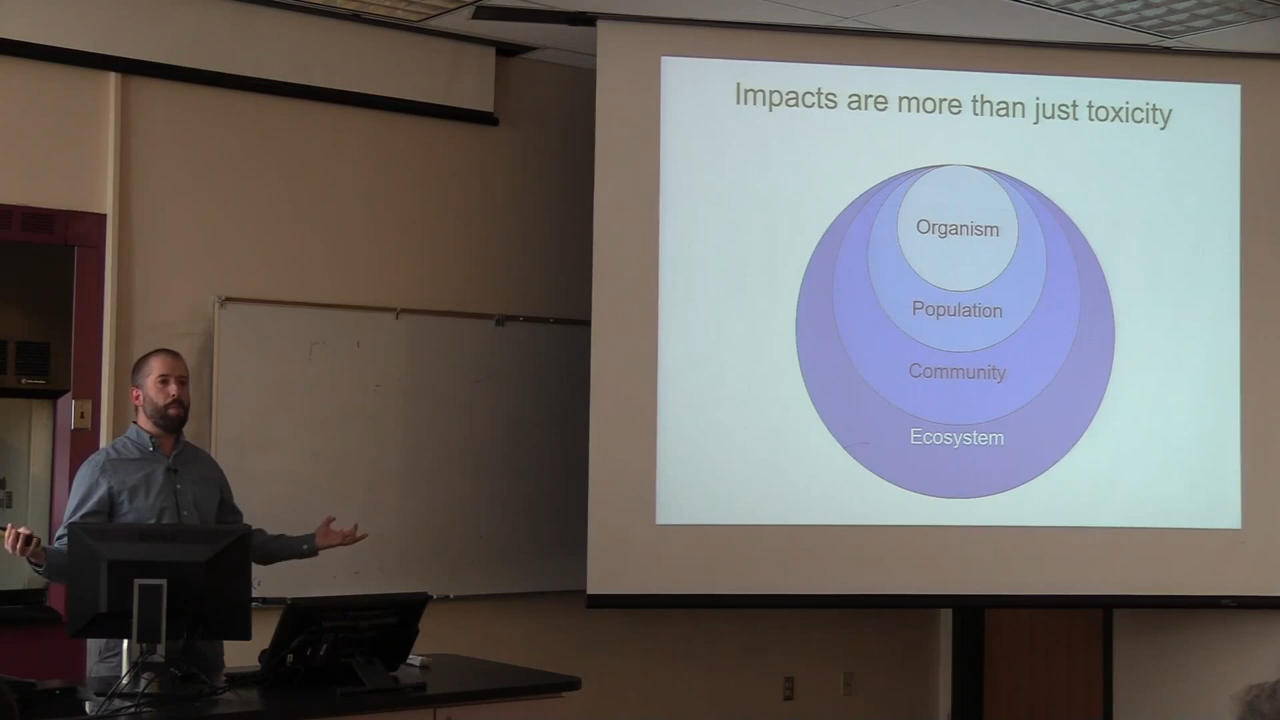 Impacts are more than just toxicity
Organism
Population
Community
Ecosystem